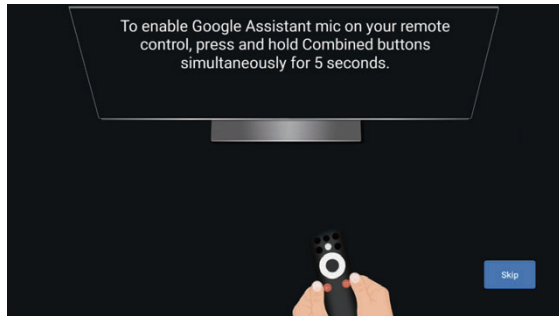 To enable Google Assistant mic on your remote
control, press and hold Combined buttons
simultaneously for 5 seconds.
Skip